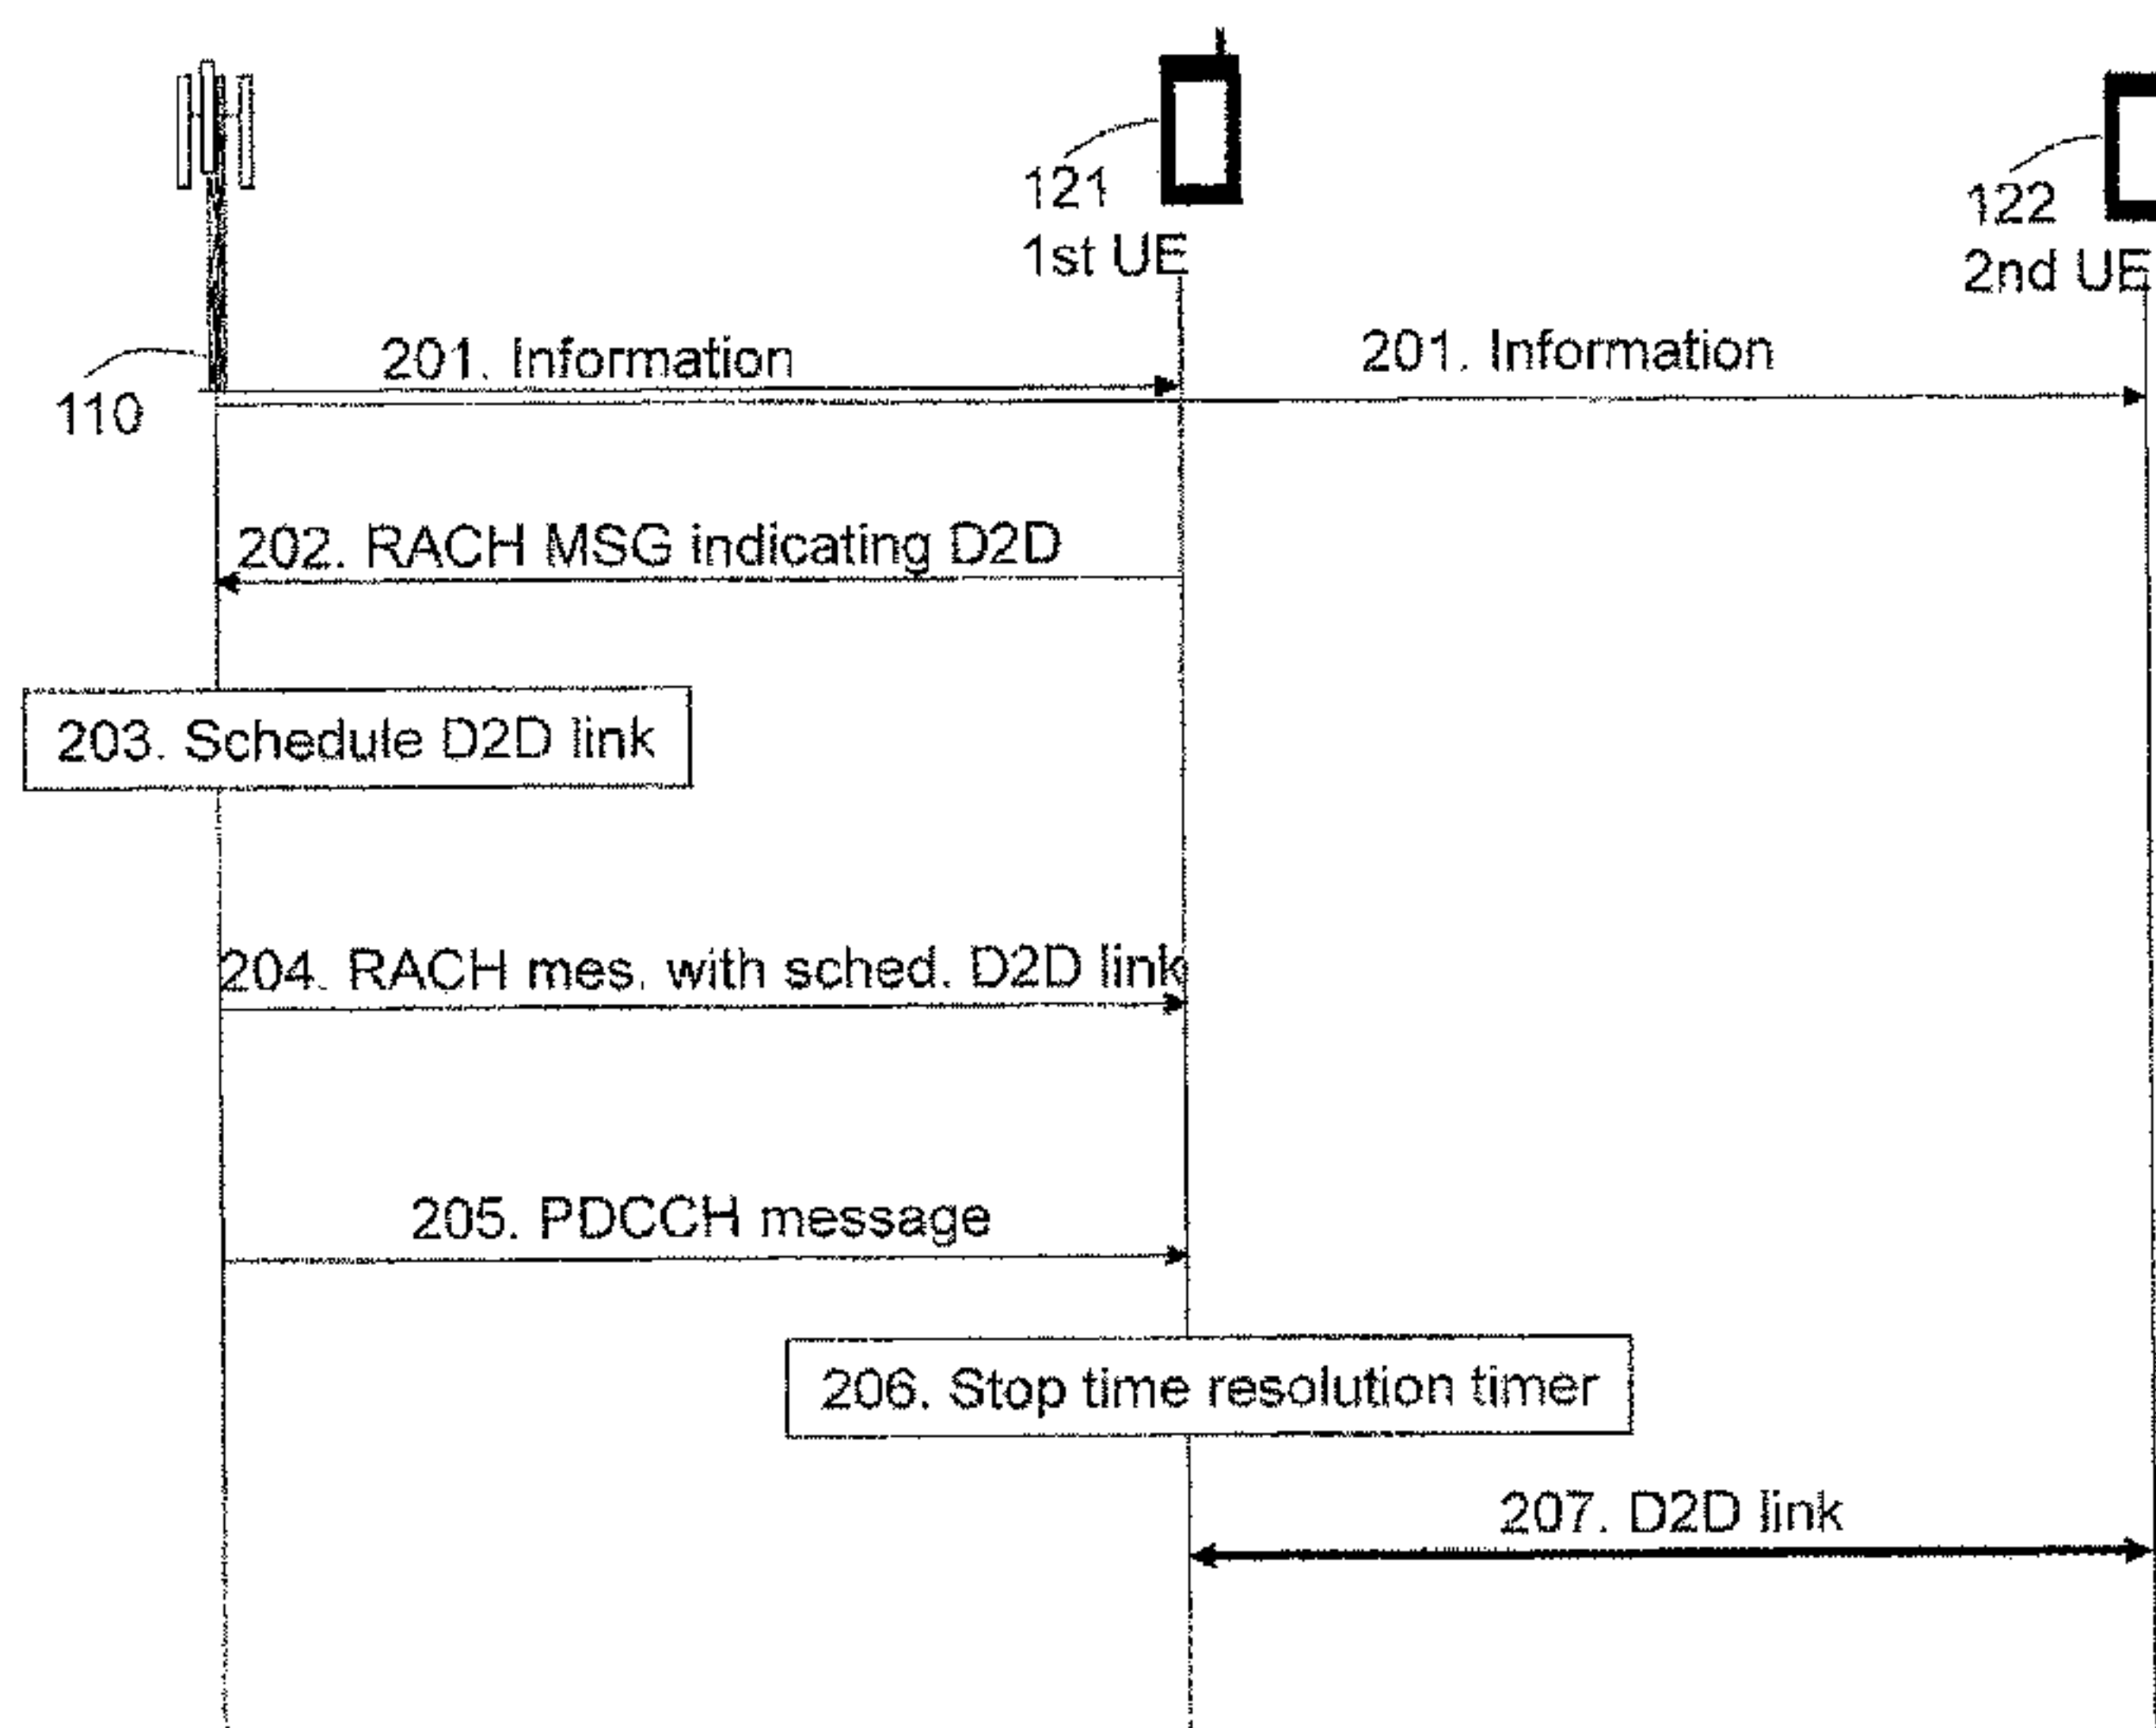 121
1st UE
122
2nd UE
110
201. Information
201. Information
202. RACH MSG indicating D2D
203. Schedule D2D link
204. RACH mes. with sched. D2D link
205. PDCCH message
206. Stop time resolution timer
207. D2D link